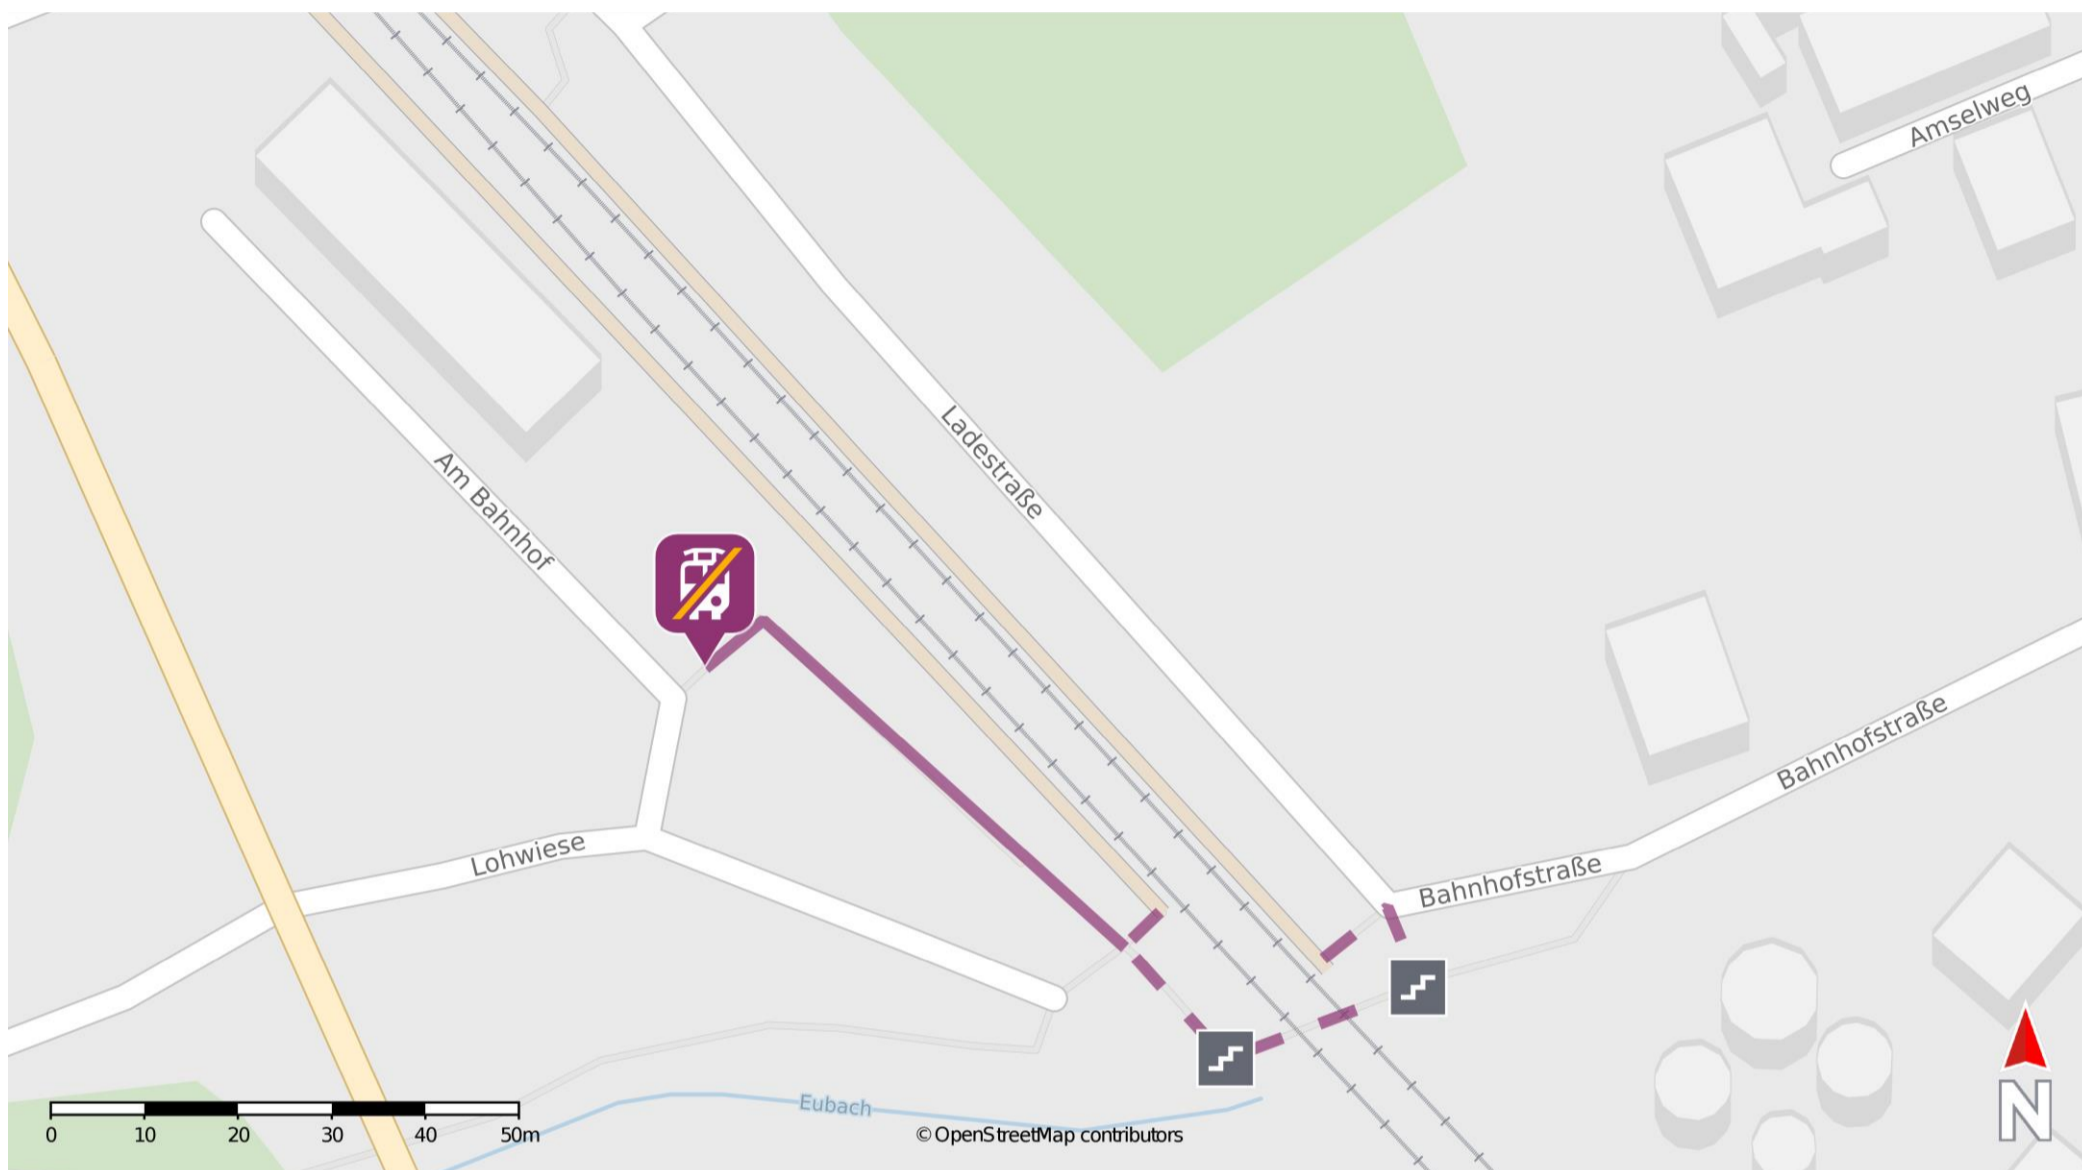 Amselweg
Ladestraße
Am Bahnhof
Bahnhofstraße
Lohwiese
Bahnhofstraße
Eubach
0 10 20 30 40 50m
© OpenStreetMap contributors
N